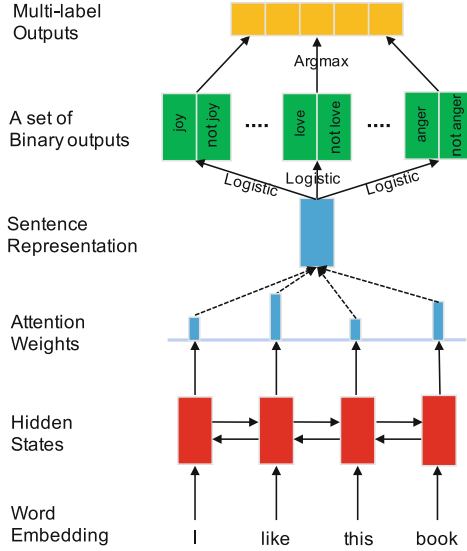 Multi-label
Outputs
Argmax
A set of
Binary outputs
joy
not joy
....
love
not love
....
anger
not anger
Logistic
Logistic
Logistic
Sentence
Representation
Attention
Weights
Hidden
States
Word
Embedding
I
like
this
book